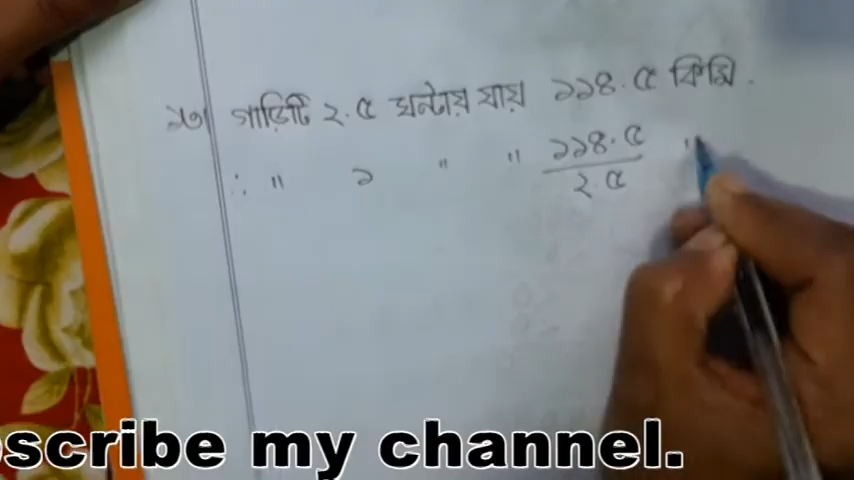 ১৩। গাড়িটি ২.৫ ঘন্টায় যায় ১১৪.৫ কিমি.
∴ " ১ " " ১১৪.৫/২.৫ "
scribe my channel.